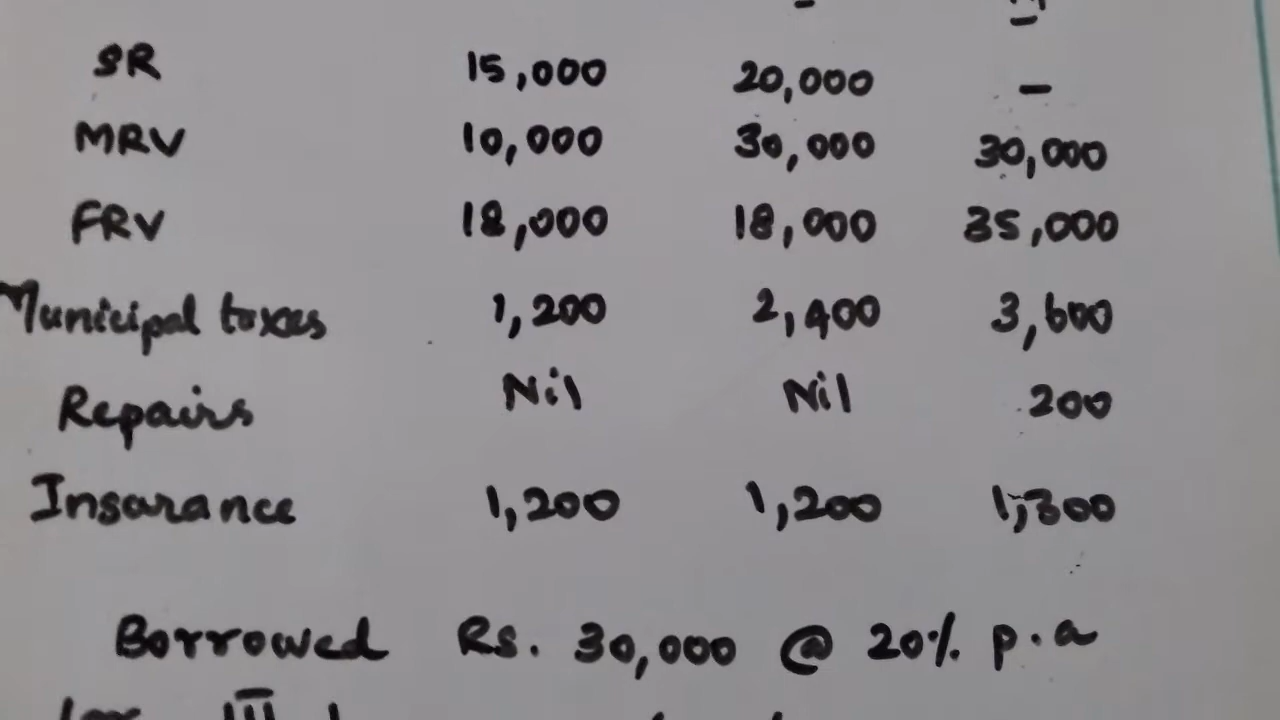 SR 15,000 20,000 -
MRV 10,000 30,000 30,000
FRV 18,000 18,000 35,000
Municipal taxes 1,200 2,400 3,600
Repairs Nil Nil 200
Insurance 1,200 1,200 1,300
Borrowed Rs. 30,000 @ 20% p.a